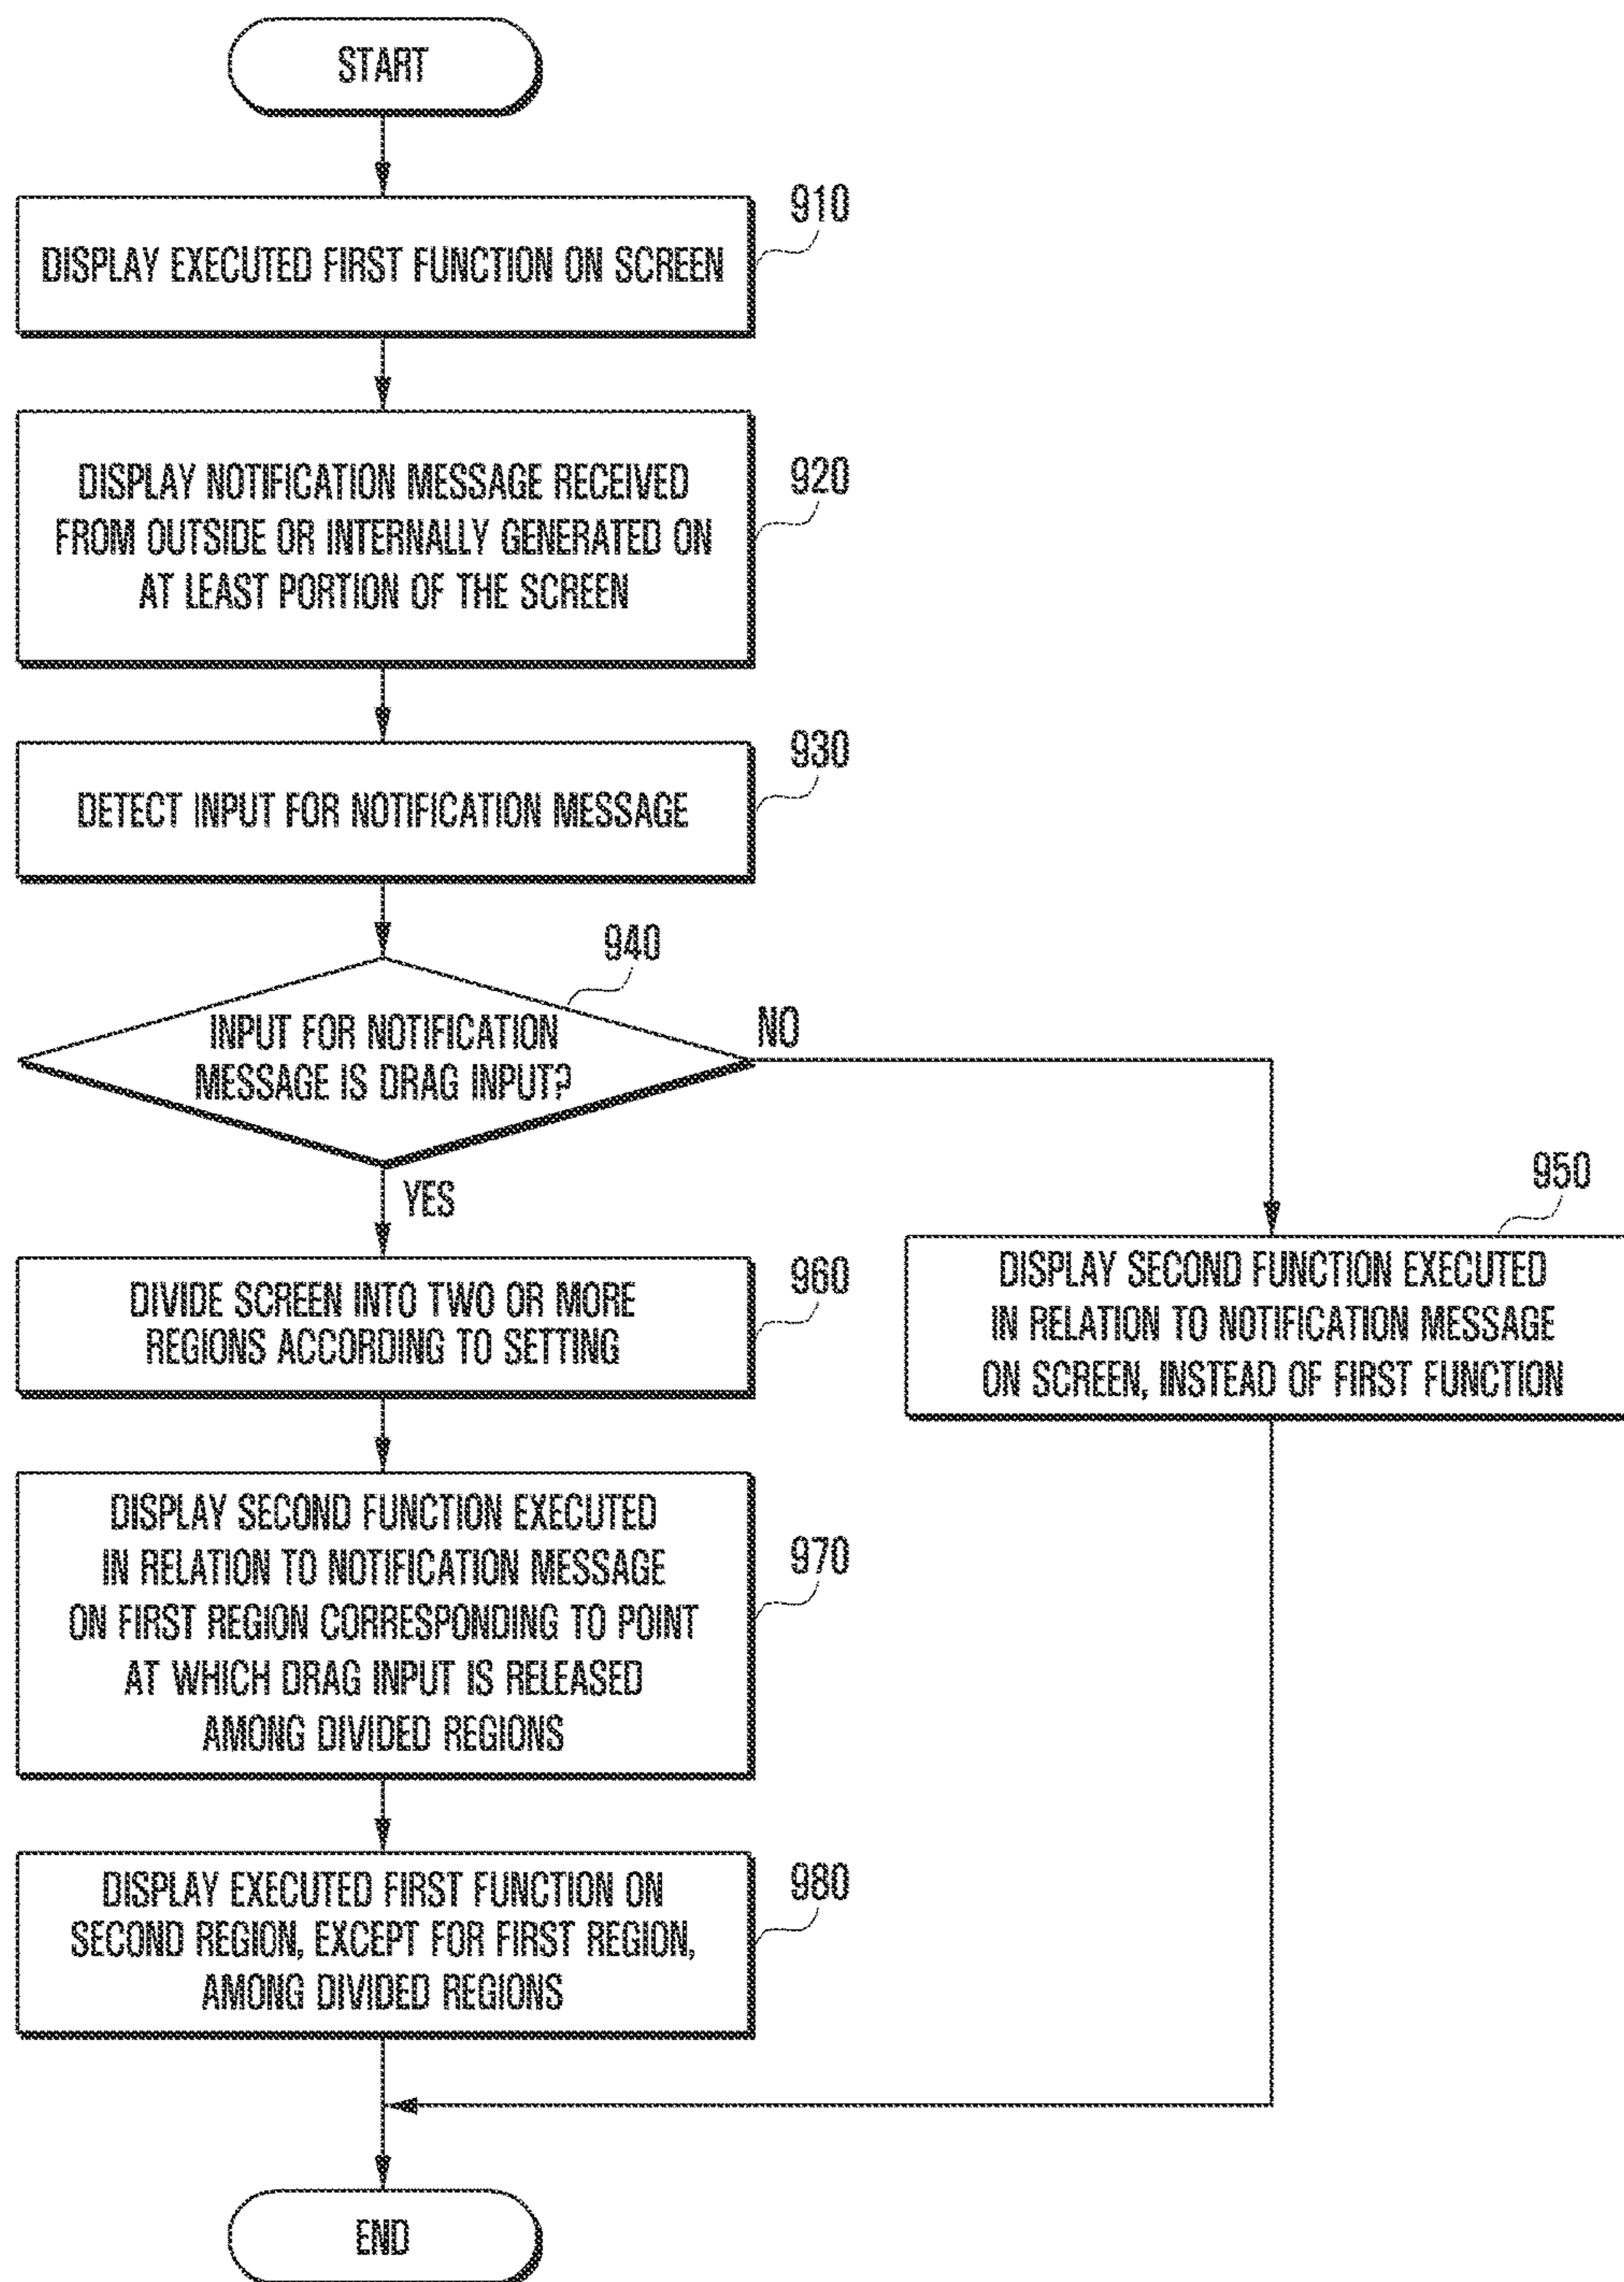 START
910
DISPLAY EXECUTED FIRST FUNCTION ON SCREEN
920
DISPLAY NOTIFICATION MESSAGE RECEIVED
FROM OUTSIDE OR INTERNALLY GENERATED ON
AT LEAST PORTION OF THE SCREEN
930
DETECT INPUT FOR NOTIFICATION MESSAGE
940
INPUT FOR NOTIFICATION
MESSAGE IS DRAG INPUT?
NO
YES
950
DISPLAY SECOND FUNCTION EXECUTED
IN RELATION TO NOTIFICATION MESSAGE
ON SCREEN, INSTEAD OF FIRST FUNCTION
960
DIVIDE SCREEN INTO TWO OR MORE
REGIONS ACCORDING TO SETTING
970
DISPLAY SECOND FUNCTION EXECUTED
IN RELATION TO NOTIFICATION MESSAGE
ON FIRST REGION CORRESPONDING TO POINT
AT WHICH DRAG INPUT IS RELEASED
AMONG DIVIDED REGIONS
980
DISPLAY EXECUTED FIRST FUNCTION ON
SECOND REGION, EXCEPT FOR FIRST REGION,
AMONG DIVIDED REGIONS
END